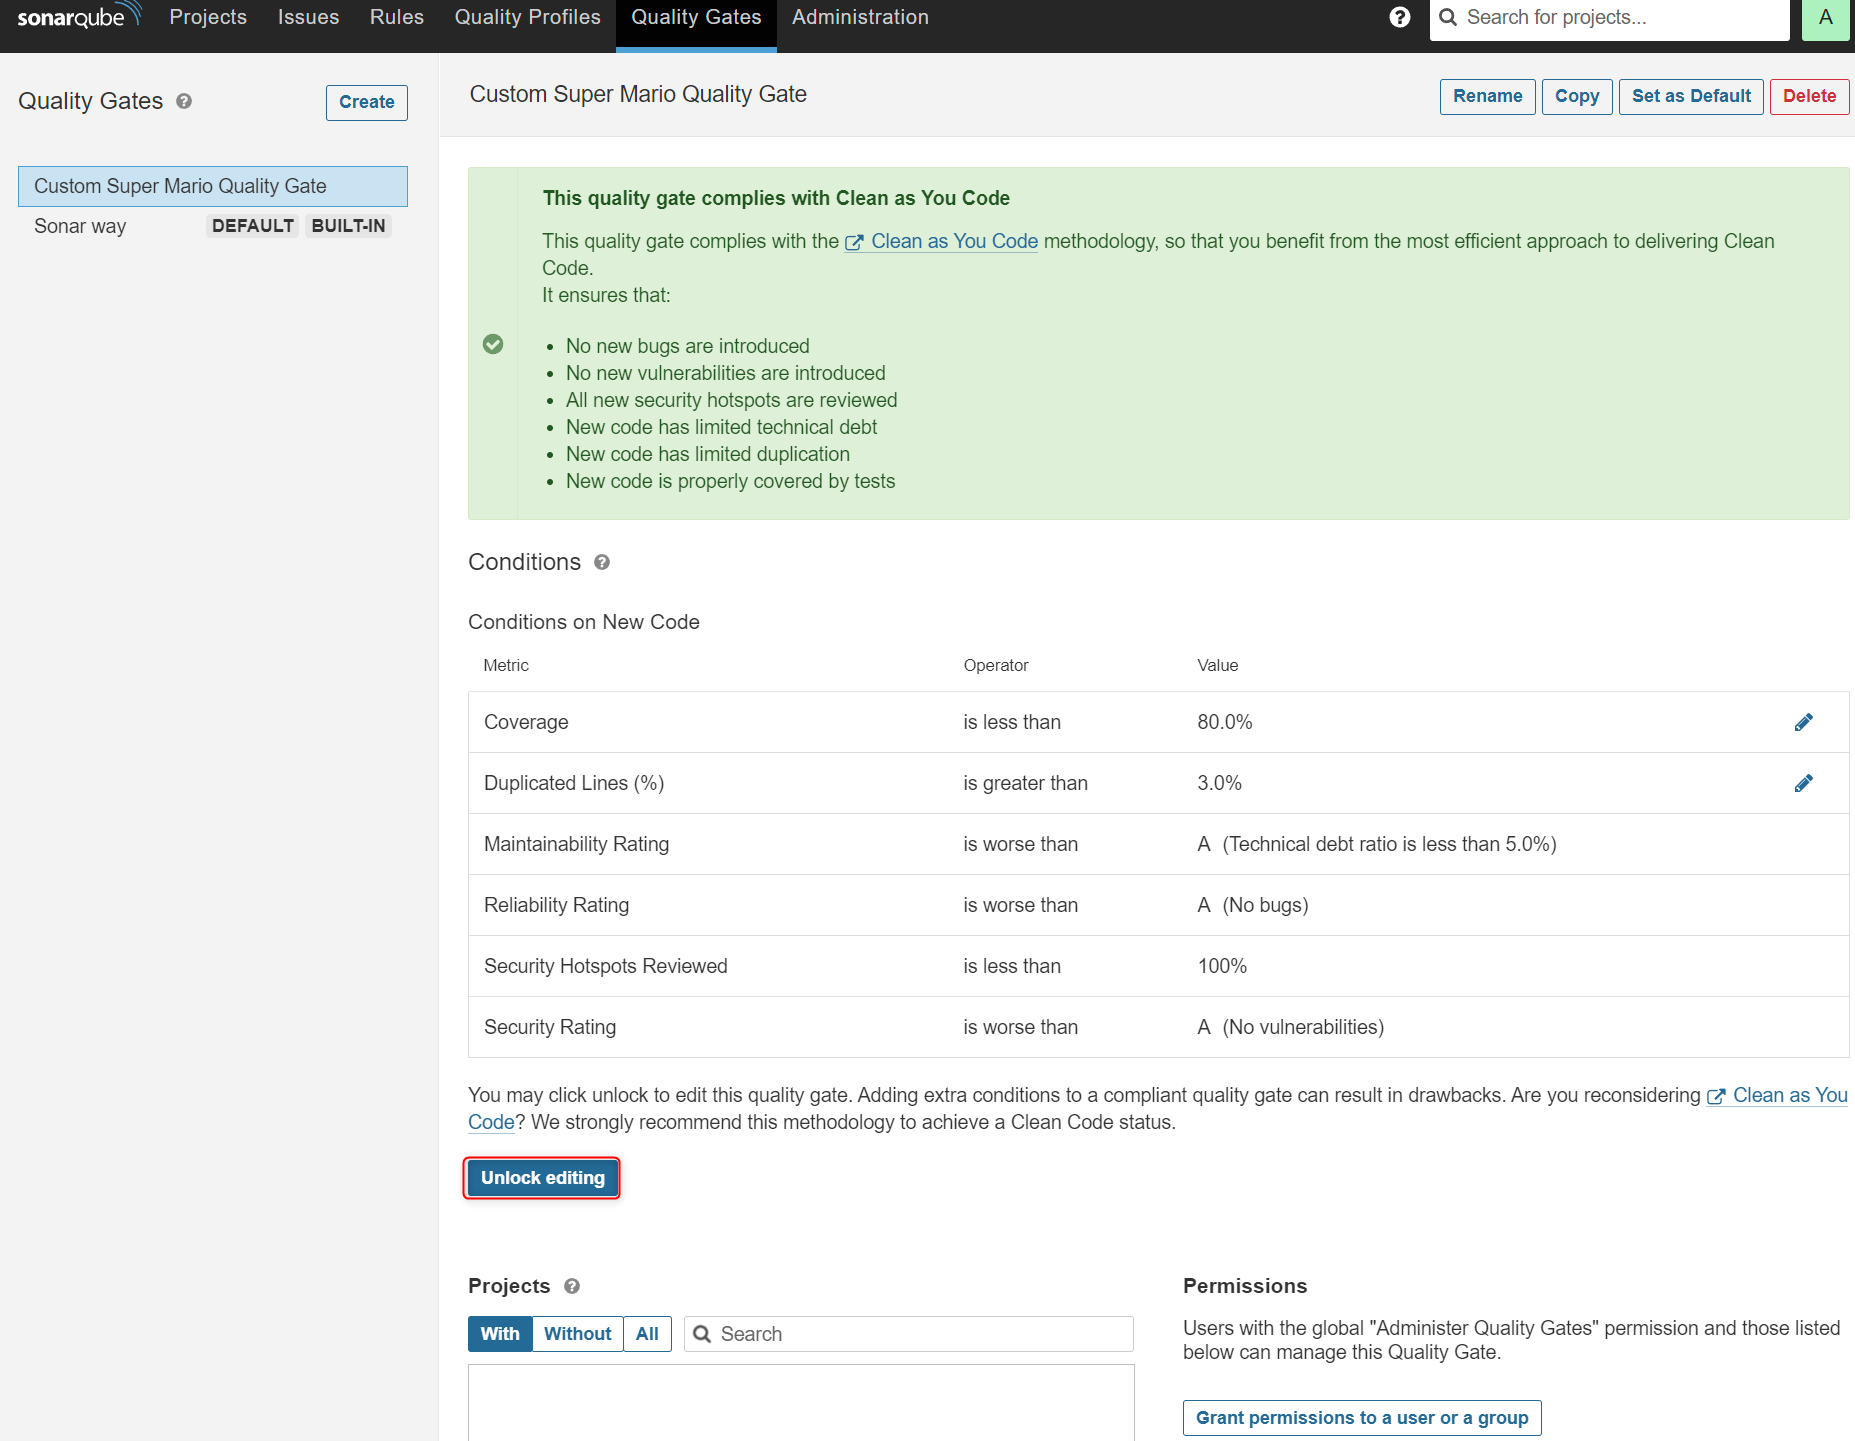 sonarqube Projects Issues Rules Quality Profiles Quality Gates Administration Search for projects... A
Quality Gates
Create
Custom Super Mario Quality Gate
Sonar way DEFAULT BUILT-IN
Custom Super Mario Quality Gate
Rename Copy Set as Default Delete
This quality gate complies with Clean as You Code
This quality gate complies with the Clean as You Code methodology, so that you benefit from the most efficient approach to delivering Clean
Code.
It ensures that:
• No new bugs are introduced
• No new vulnerabilities are introduced
• All new security hotspots are reviewed
• New code has limited technical debt
• New code has limited duplication
• New code is properly covered by tests
Conditions
Conditions on New Code
Metric Operator Value
Coverage is less than 80.0%
Duplicated Lines (%) is greater than 3.0%
Maintainability Rating is worse than A (Technical debt ratio is less than 5.0%)
Reliability Rating is worse than A (No bugs)
Security Hotspots Reviewed is less than 100%
Security Rating is worse than A (No vulnerabilities)
You may click unlock to edit this quality gate. Adding extra conditions to a compliant quality gate can result in drawbacks. Are you reconsidering Clean as You
Code? We strongly recommend this methodology to achieve a Clean Code status.
Unlock editing
Projects
With Without All Search
Permissions
Users with the global "Administer Quality Gates" permission and those listed
below can manage this Quality Gate.
Grant permissions to a user or a group